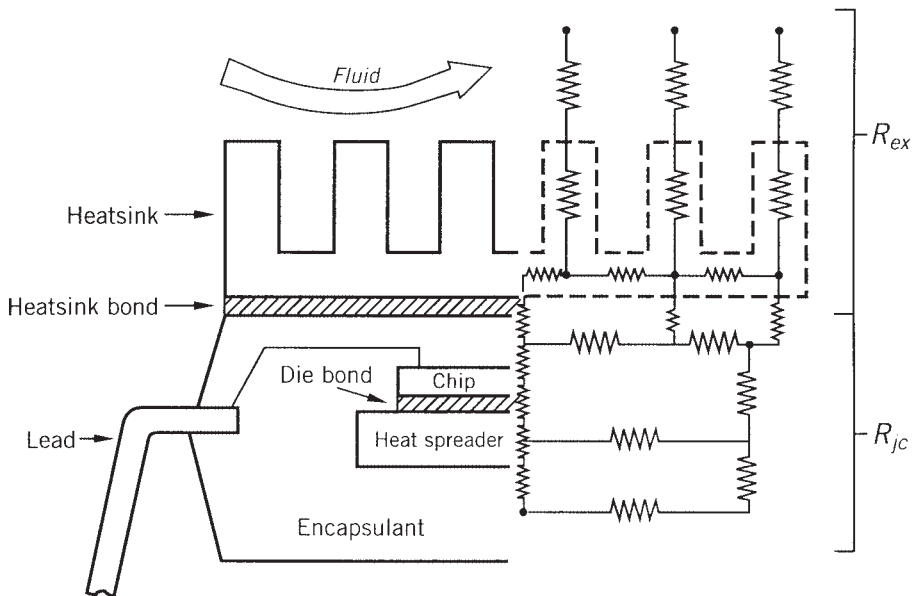 Fluid
R_ex
Heatsink
Heatsink bond
Die bond
Chip
Lead
Heat spreader
R_jc
Encapsulant